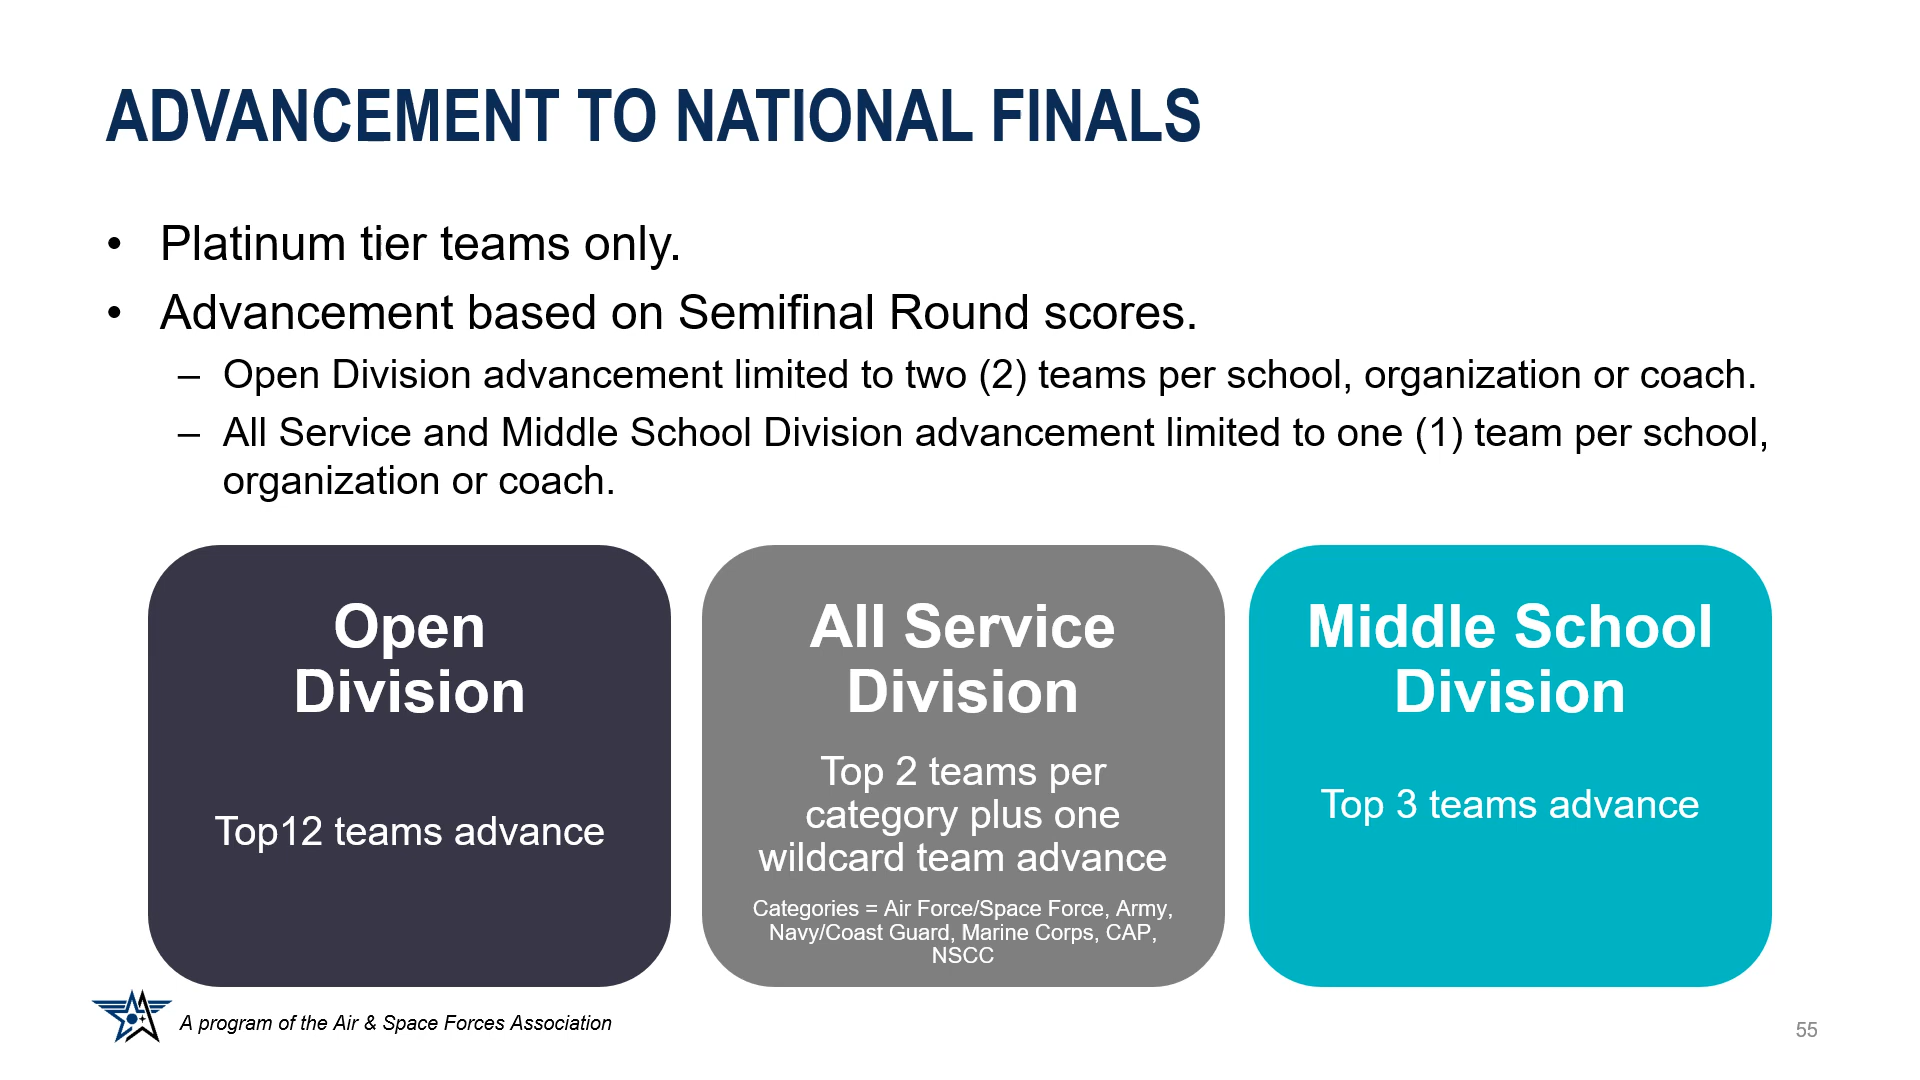 ADVANCEMENT TO NATIONAL FINALS
• Platinum tier teams only.
• Advancement based on Semifinal Round scores.
– Open Division advancement limited to two (2) teams per school, organization or coach.
– All Service and Middle School Division advancement limited to one (1) team per school,
organization or coach.
Open
Division
Top12 teams advance
All Service
Division
Top 2 teams per
category plus one
wildcard team advance
Categories = Air Force/Space Force, Army,
Navy/Coast Guard, Marine Corps, CAP,
NSCC
Middle School
Division
Top 3 teams advance
A program of the Air & Space Forces Association
55